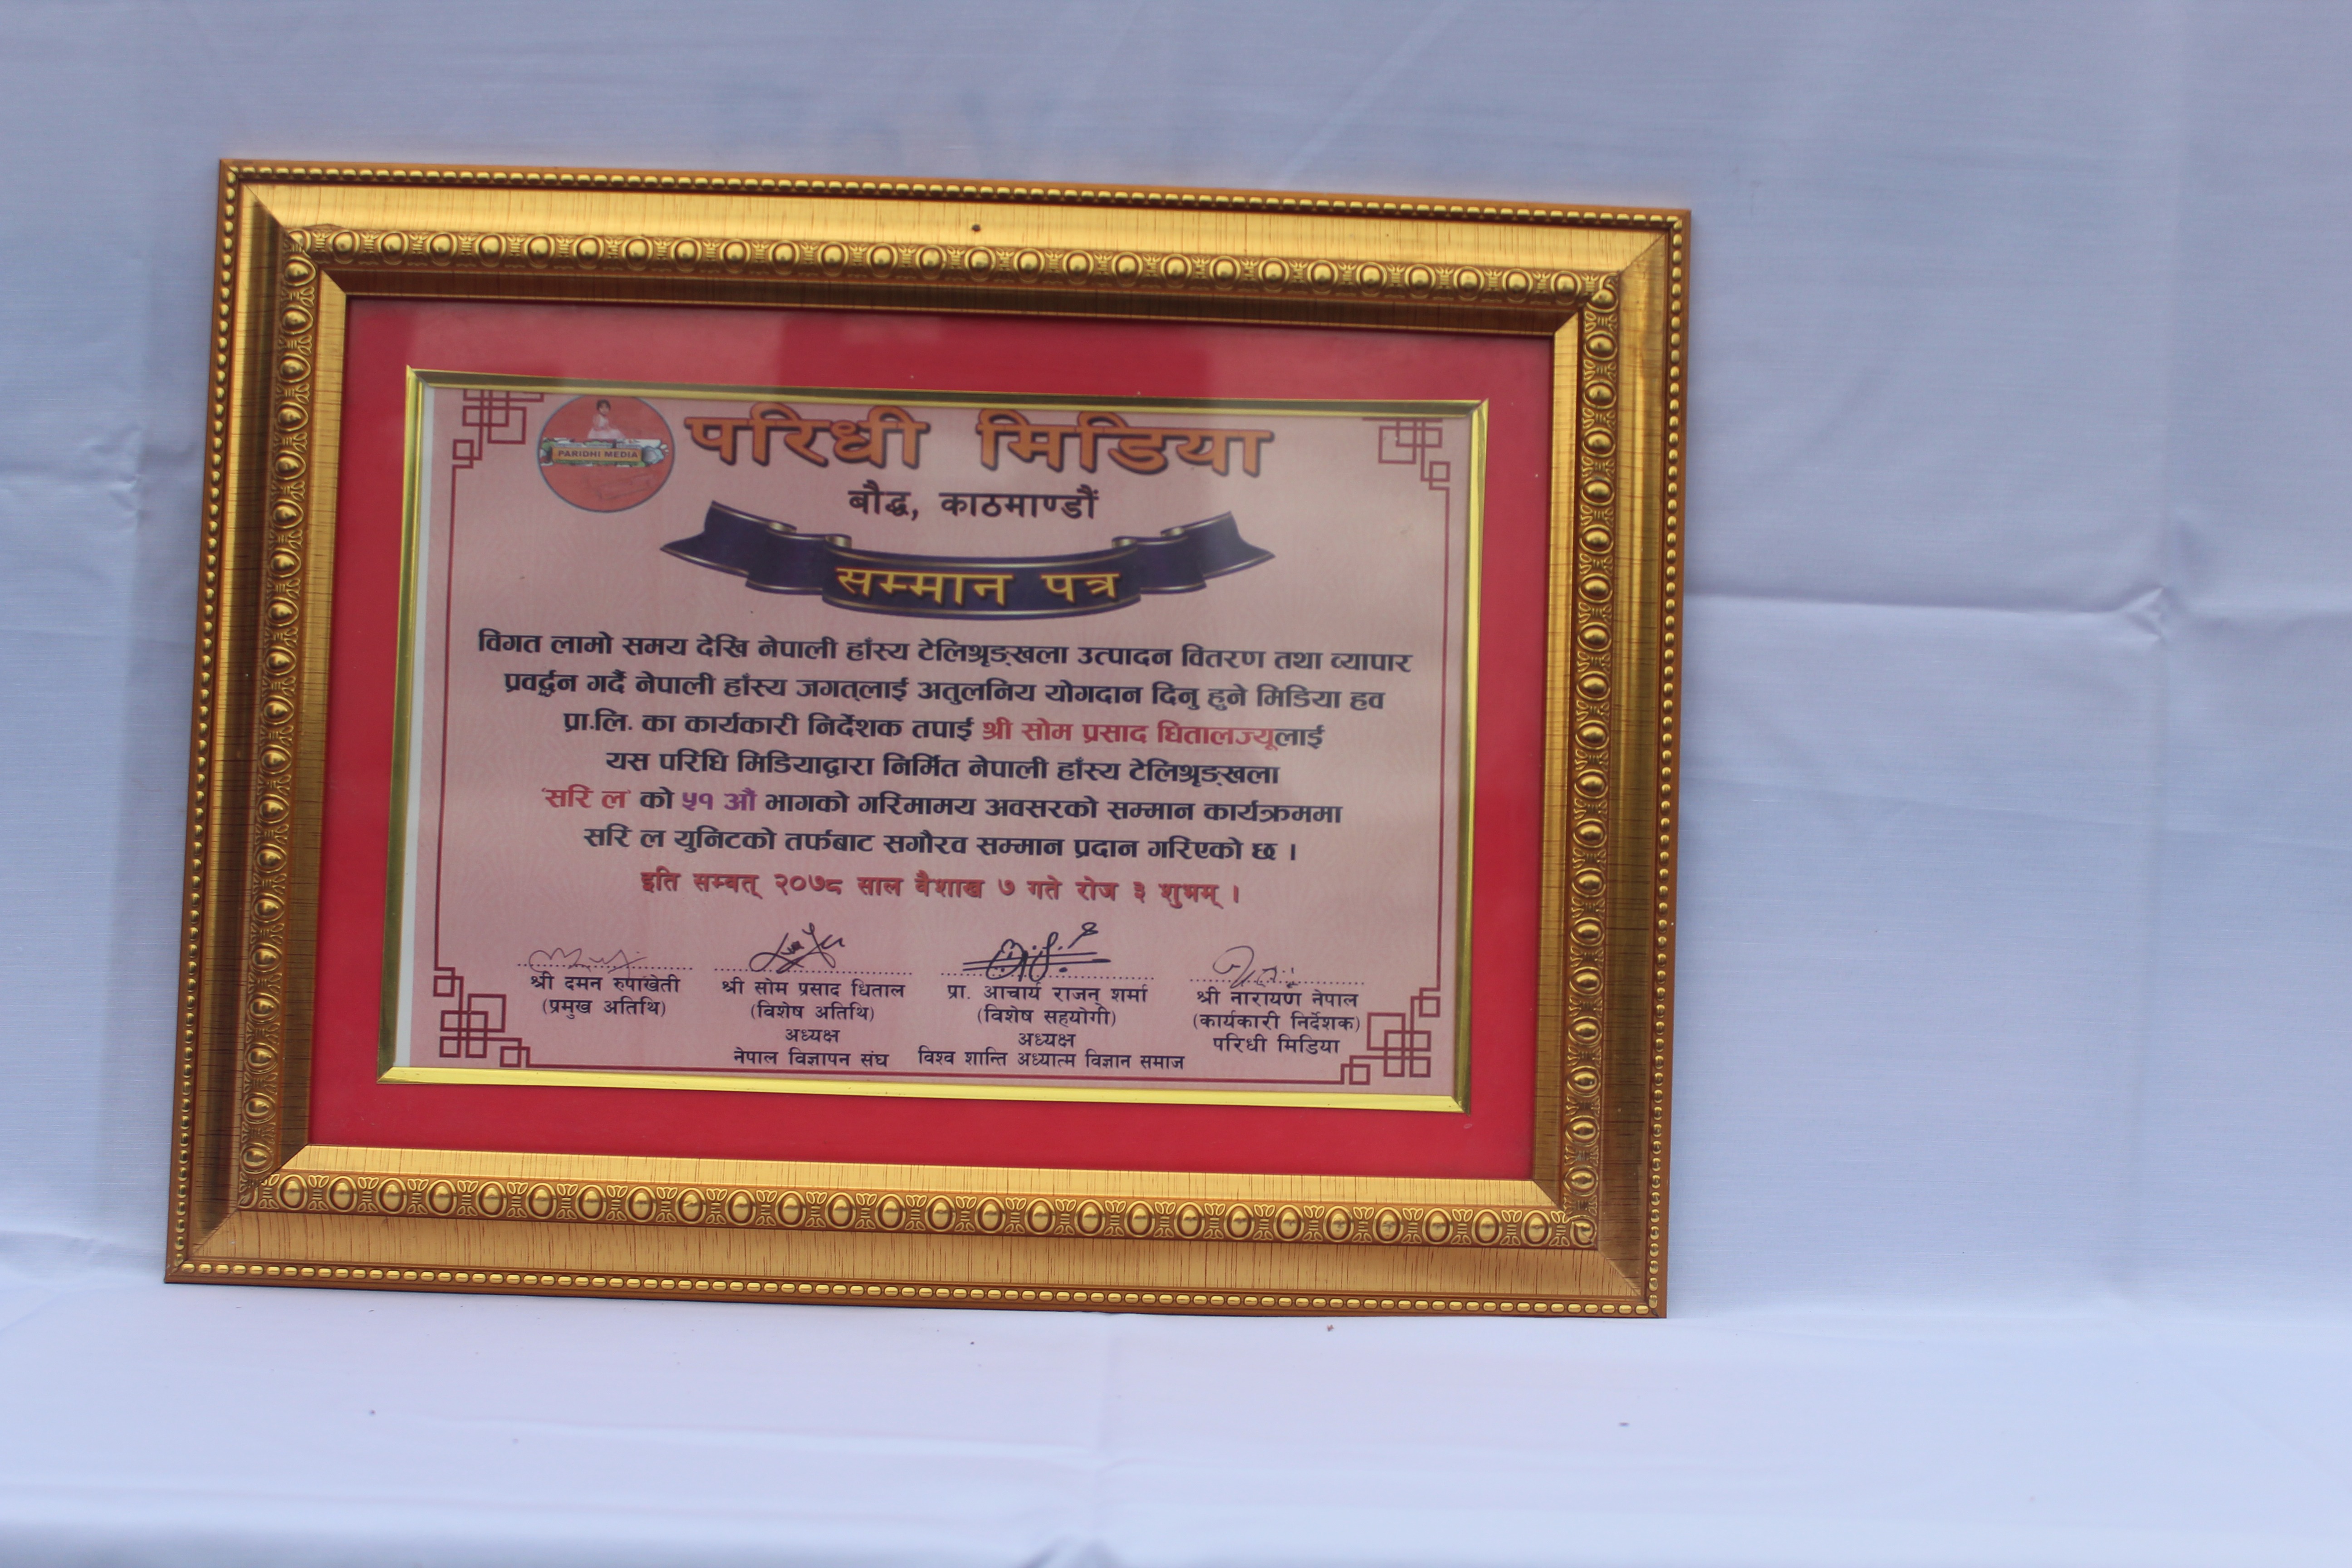 PARIDHI MEDIA
परिधी मिडिया
बौद्ध, काठमाण्डौं
सम्मान पत्र
विगत लामो समय देखि नेपाली हाँस्य टेलिश्रृङ्खला उत्पादन वितरण तथा व्यापार
प्रवर्द्धन गर्दै नेपाली हाँस्य जगत्लाई अतुलनिय योगदान दिनु हुने मिडिया हव
प्रा.लि. का कार्यकारी निर्देशक तपाई श्री सोम प्रसाद धितालज्यूलाई
यस परिधि मिडियाद्वारा निर्मित नेपाली हाँस्य टेलिश्रृङ्खला
'सरि ल' को ५१ औं भागको गरिमामय अवसरको सम्मान कार्यक्रममा
सरि ल युनिटको तर्फबाट सगौरव सम्मान प्रदान गरिएको छ ।
इति सम्बत् २०७८ साल वैशाख ७ गते रोज ३ शुभम् ।
श्री दमन रुपाखेती श्री सोम प्रसाद धिताल प्रा. आचार्य राजन् शर्मा श्री नारायण नेपाल
(प्रमुख अतिथि) (विशेष अतिथि) (विशेष सहयोगी) (कार्यकारी निर्देशक)
अध्यक्ष अध्यक्ष परिधी मिडिया
नेपाल विज्ञापन संघ विश्व शान्ति अध्यात्म विज्ञान समाज